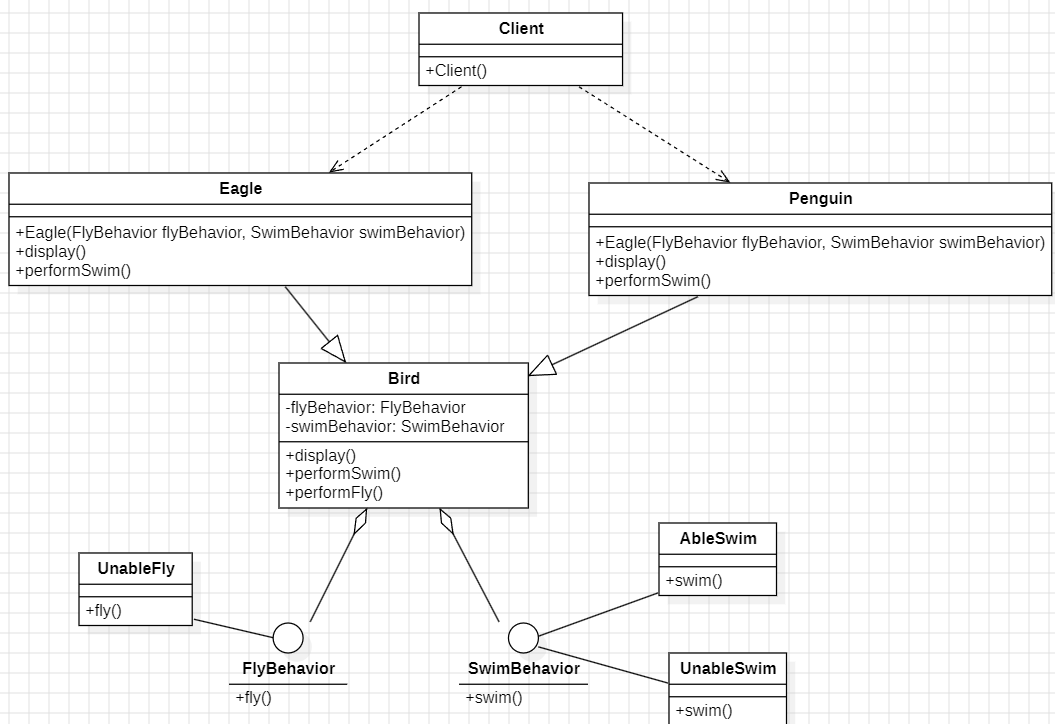 Client
+Client()
Eagle
+Eagle(FlyBehavior flyBehavior, SwimBehavior swimBehavior)
+display()
+performSwim()
Penguin
+Eagle(FlyBehavior flyBehavior, SwimBehavior swimBehavior)
+display()
+performSwim()
Bird
-flyBehavior: FlyBehavior
-swimBehavior: SwimBehavior
+display()
+performSwim()
+performFly()
UnableFly
+fly()
FlyBehavior
+fly()
SwimBehavior
+swim()
AbleSwim
+swim()
UnableSwim
+swim()